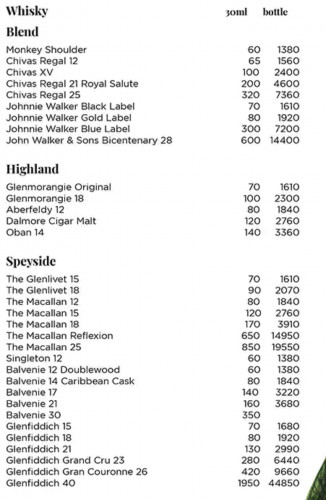 Whisky 30ml bottle
Blend
Monkey Shoulder 60 1380
Chivas Regal 12 65 1560
Chivas XV 100 2400
Chivas Regal 21 Royal Salute 200 4600
Chivas Regal 25 320 7360
Johnnie Walker Black Label 70 1610
Johnnie Walker Gold Label 80 1920
Johnnie Walker Blue Label 300 7200
John Walker & Sons Bicentenary 28 600 14400
Highland
Glenmorangie Original 70 1610
Glenmorangie 18 100 2300
Aberfeldy 12 80 1840
Dalmore Cigar Malt 120 2760
Oban 14 140 3360
Speyside
The Glenlivet 15 70 1610
The Glenlivet 18 90 2070
The Macallan 12 80 1840
The Macallan 15 120 2760
The Macallan 18 170 3910
The Macallan Reflexion 650 14950
The Macallan 25 850 19550
Singleton 12 60 1380
Balvenie 12 Doublewood 60 1380
Balvenie 14 Caribbean Cask 80 1840
Balvenie 17 140 3220
Balvenie 21 160 3680
Balvenie 30 350
Glenfiddich 15 70 1680
Glenfiddich 18 80 1920
Glenfiddich 21 130 2990
Glenfiddich Grand Cru 23 280 6440
Glenfiddich Gran Couronne 26 420 9660
Glenfiddich 40 1950 44850